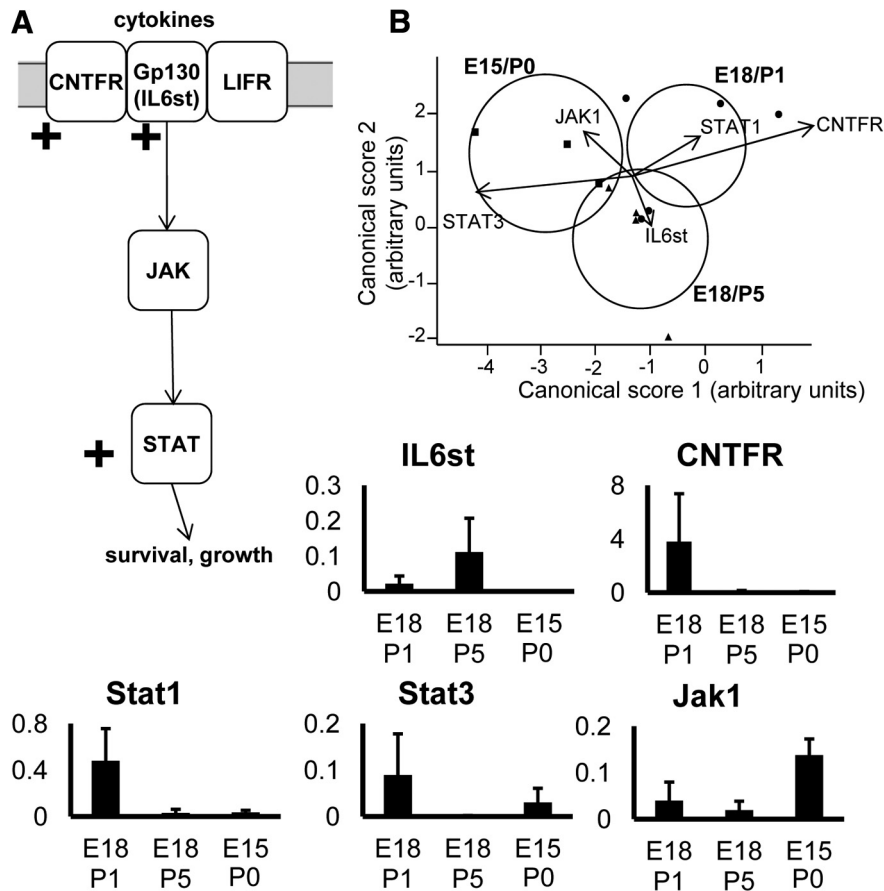 A
cytokines
CNTFR
Gp130
(IL6st)
LIFR
+
+
JAK
+
STAT
survival, growth
B
Canonical score 2
(arbitrary units)
2
1
0
-1
-2
E15/P0
E18/P1
JAK1
STAT1
CNTFR
STAT3
IL6st
E18/P5
-4 -3 -2 -1 0 1
Canonical score 1 (arbitrary units)
IL6st
0.3
0.2
0.1
0
E18 E18 E15
P1 P5 P0
CNTFR
8
4
0
E18 E18 E15
P1 P5 P0
Stat1
0.8
0.4
0
E18 E18 E15
P1 P5 P0
Stat3
0.2
0.1
0
E18 E18 E15
P1 P5 P0
Jak1
0.2
0.1
0
E18 E18 E15
P1 P5 P0